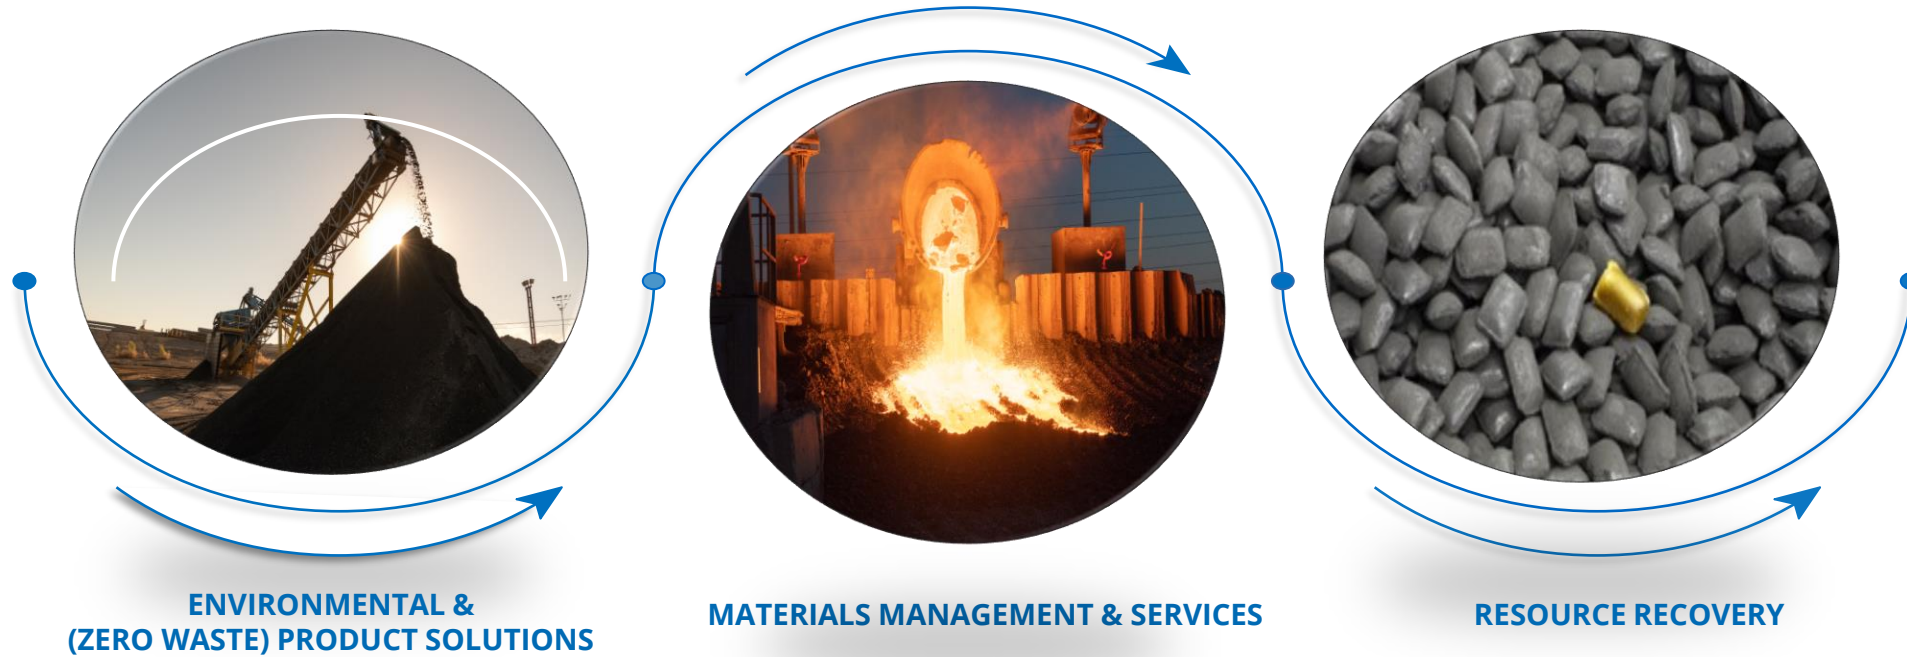 ENVIRONMENTAL &
(ZERO WASTE) PRODUCT SOLUTIONS
MATERIALS MANAGEMENT & SERVICES
RESOURCE RECOVERY